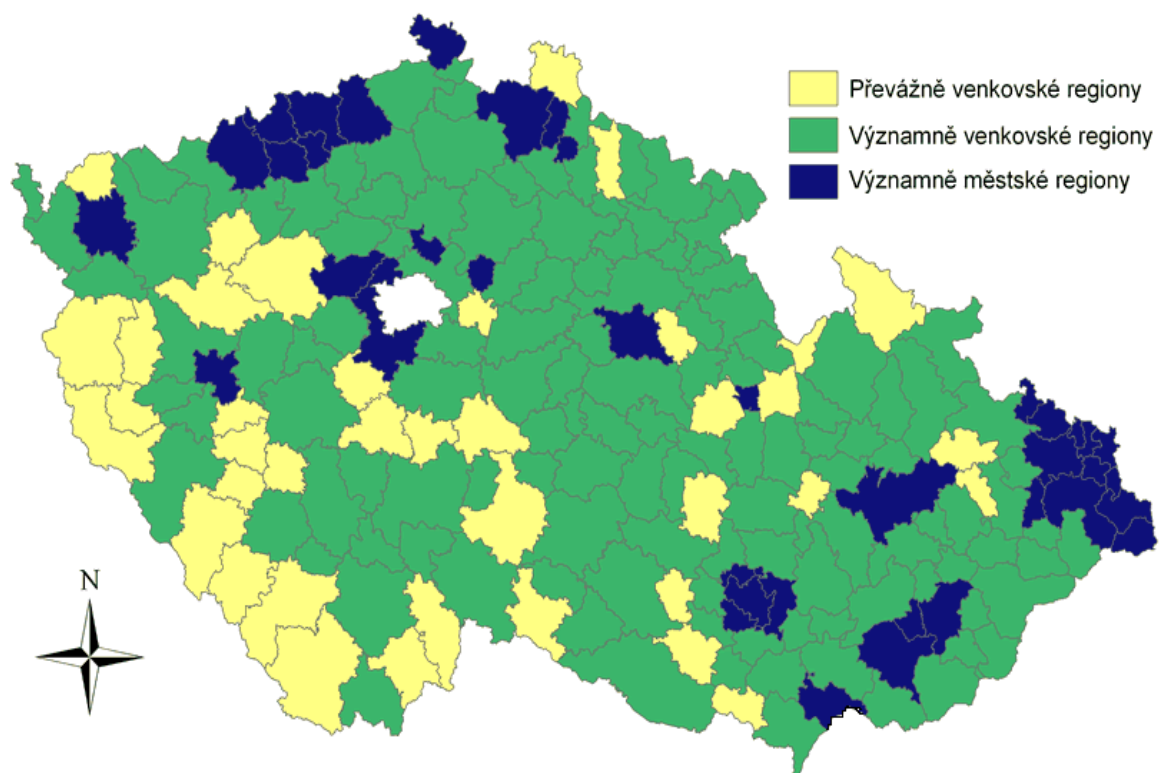 Převážně venkovské regiony
Významně venkovské regiony
Významně městské regiony
N